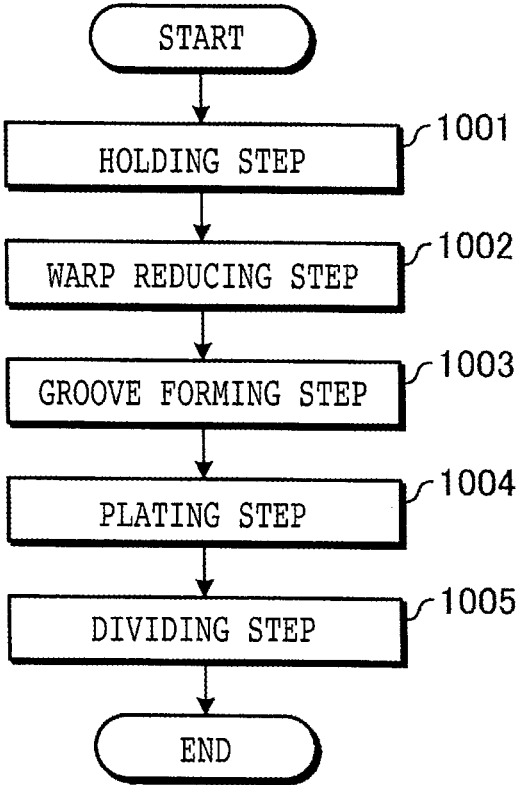 START
1001
HOLDING STEP
1002
WARP REDUCING STEP
1003
GROOVE FORMING STEP
1004
PLATING STEP
1005
DIVIDING STEP
END